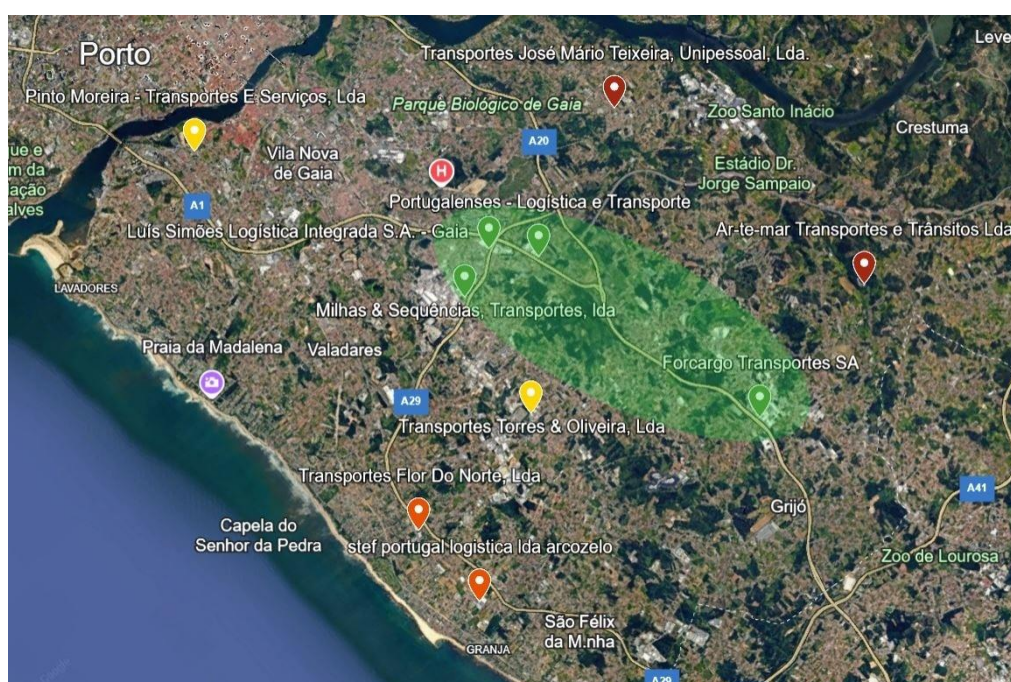 Porto
Leve
Transportes José Mário Teixeira, Unipessoal, Lda.
Pinto Moreira - Transportes E Serviços, Lda
Parque Biológico de Gaia
Zoo Santo Inácio
Crestuma
A20
ue e
m da
ação
alves
Vila Nova
de Gaia
H
Estádio Dr.
Jorge Sampaio
A1
Portugalenses - Logística e Transporte
Luís Simões Logística Integrada S.A. - Gaia
Ar-te-mar Transportes e Trânsitos Lda
LAVADORES
Milhas & Sequências, Transportes, lda
Praia da Madalena
Valadares
Forcargo Transportes SA
A29
Transportes Torres & Oliveira, Lda
Transportes Flor Do Norte, Lda
A41
Grijó
Capela do
Senhor da Pedra
stef portugal logistica lda arcozelo
Zoo de Lourosa
São Félix
da M.nha
GRANJA
A29